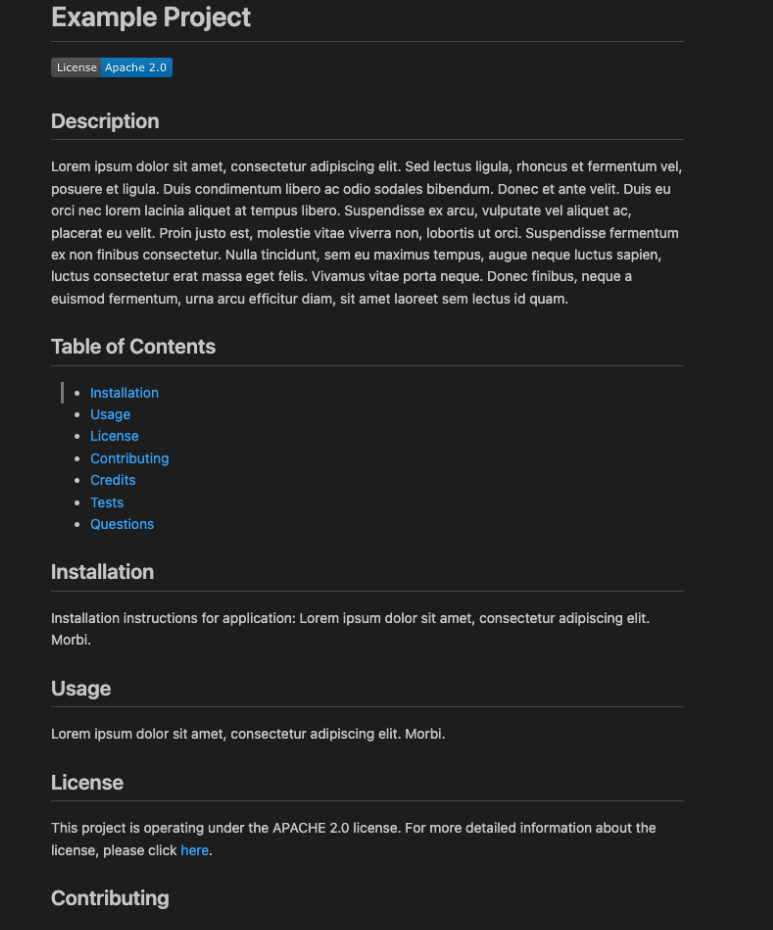 Example Project
License Apache 2.0
Description
Lorem ipsum dolor sit amet, consectetur adipiscing elit. Sed lectus ligula, rhoncus et fermentum vel,
posuere et ligula. Duis condimentum libero ac odio sodales bibendum. Donec et ante velit. Duis eu
orci nec lorem lacinia aliquet at tempus libero. Suspendisse ex arcu, vulputate vel aliquet ac,
placerat eu velit. Proin justo est, molestie vitae viverra non, lobortis ut orci. Suspendisse fermentum
ex non finibus consectetur. Nulla tincidunt, sem eu maximus tempus, augue neque luctus sapien,
luctus consectetur erat massa eget felis. Vivamus vitae porta neque. Donec finibus, neque a
euismod fermentum, urna arcu efficitur diam, sit amet laoreet sem lectus id quam.
Table of Contents
• Installation
• Usage
• License
• Contributing
• Credits
• Tests
• Questions
Installation
Installation instructions for application: Lorem ipsum dolor sit amet, consectetur adipiscing elit.
Morbi.
Usage
Lorem ipsum dolor sit amet, consectetur adipiscing elit. Morbi.
License
This project is operating under the APACHE 2.0 license. For more detailed information about the
license, please click here.
Contributing